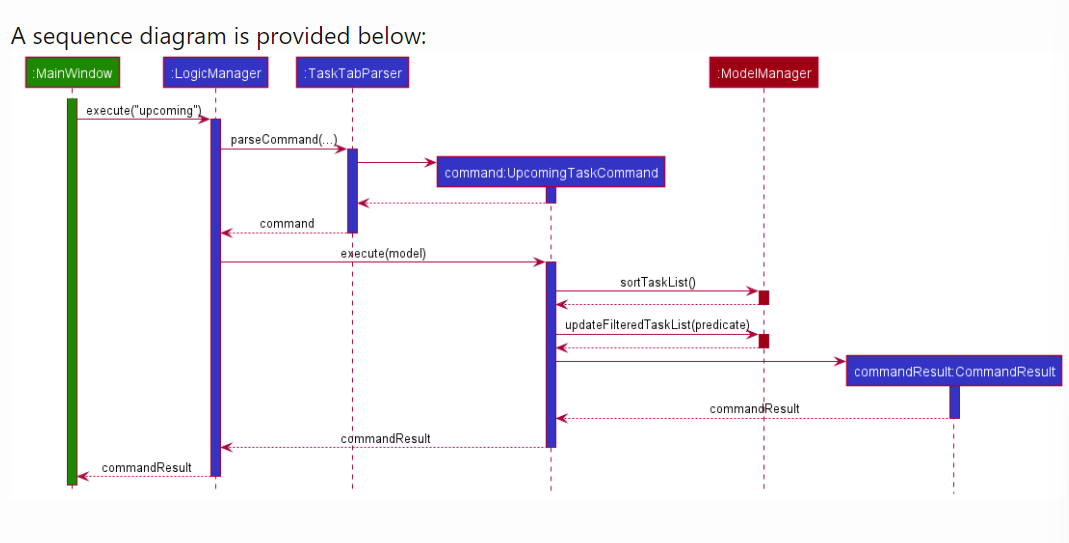 A sequence diagram is provided below:
:MainWindow
:LogicManager
:TaskTabParser
:ModelManager
execute("upcoming")
parseCommand(...)
command:UpcomingTaskCommand
command
execute(model)
sortTaskList()
updateFilteredTaskList(predicate)
commandResult:CommandResult
commandResult
commandResult
commandResult